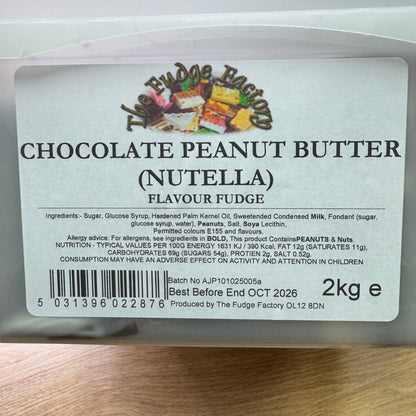 The Fudge Factory
CHOCOLATE PEANUT BUTTER
(NUTELLA)
FLAVOUR FUDGE
Ingredients:- Sugar, Glucose Syrup, Hardened Palm Kernel Oil, Sweetended Condensed Milk, Fondant (sugar,
glucose syrup, water), Peanuts, Salt, Soya Lecithin,
Permitted colours E155 and flavours.
Allergy advice: For allergens, see ingredients in BOLD, This product ContainsPEANUTS & Nuts.
NUTRITION - TYPICAL VALUES PER 100G ENERGY 1631 KJ / 390 Kcal, FAT 12g (SATURATES 11g),
CARBOHYDRATES 69g (SUGARS 54g), PROTIEN 2g, SALT 0.52g.
CONSUMPTION MAY HAVE AN ADVERSE EFFECT ON ACTIVITY AND ATTENTION IN CHILDREN
Batch No AJP101025005a
Best Before End OCT 2026
2kg e
Produced by The Fudge Factory OL12 8DN
5 031396 022876